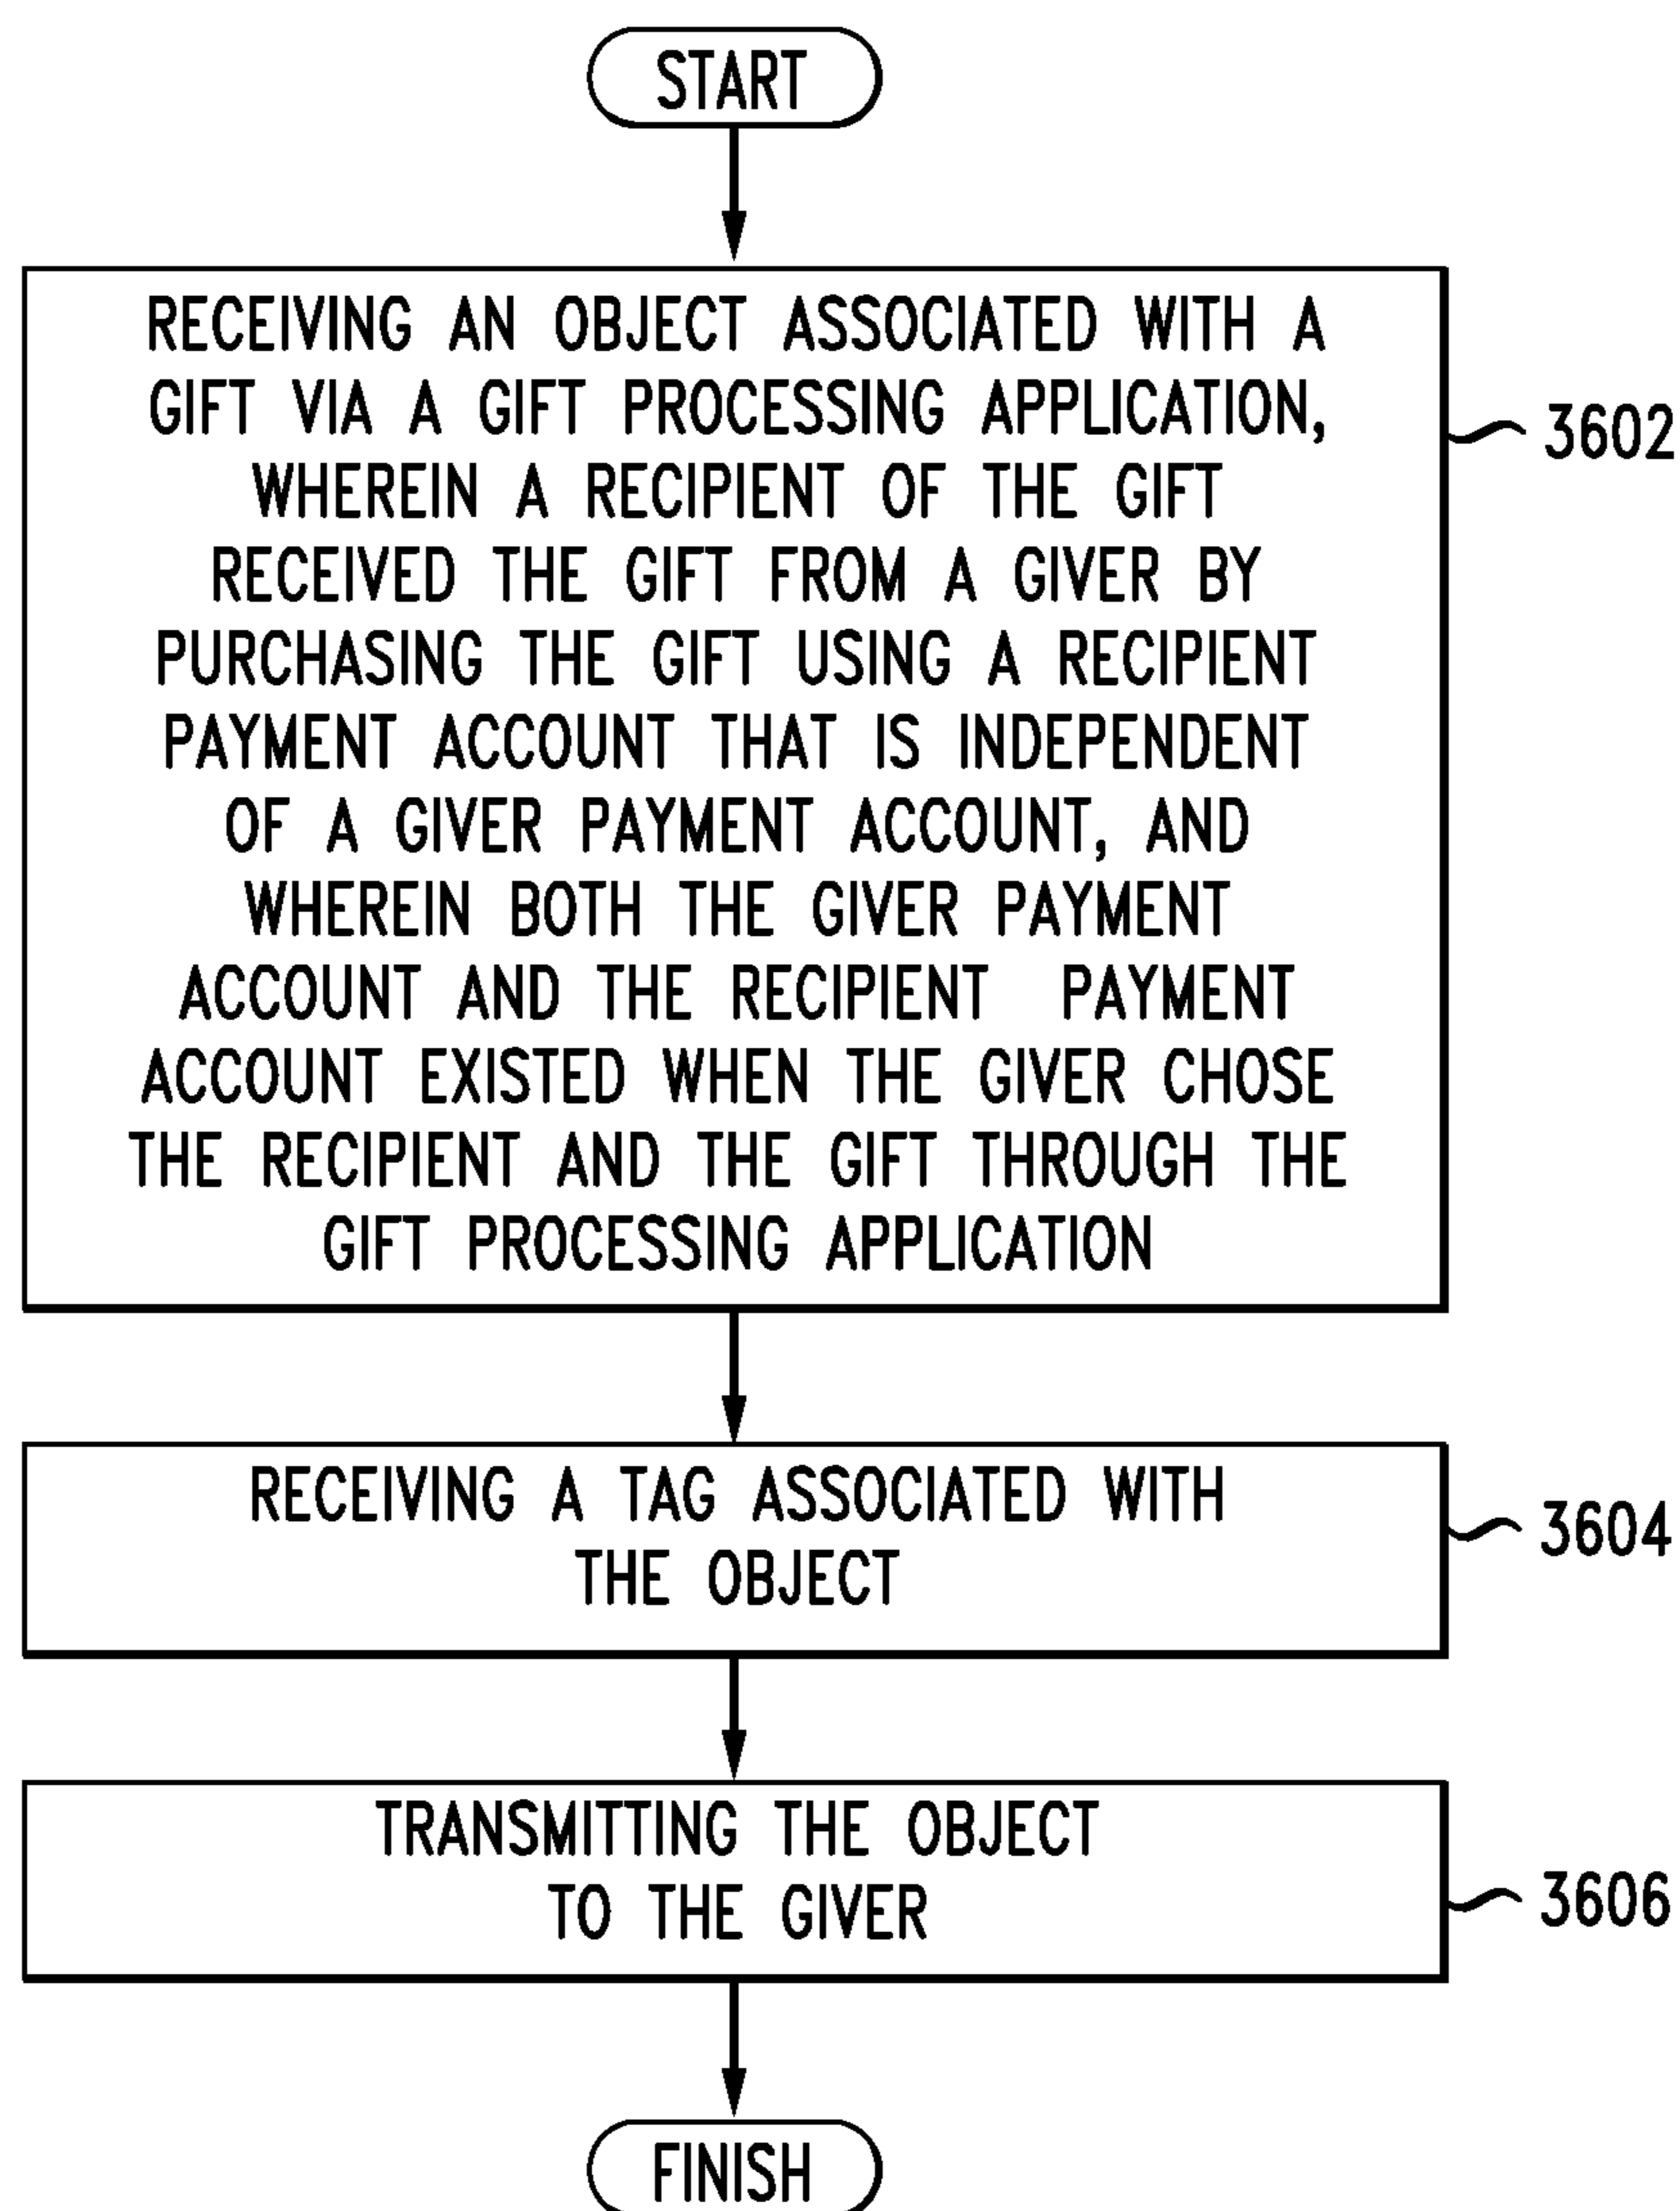 START
RECEIVING AN OBJECT ASSOCIATED WITH A
GIFT VIA A GIFT PROCESSING APPLICATION,
WHEREIN A RECIPIENT OF THE GIFT
RECEIVED THE GIFT FROM A GIVER BY
PURCHASING THE GIFT USING A RECIPIENT
PAYMENT ACCOUNT THAT IS INDEPENDENT
OF A GIVER PAYMENT ACCOUNT, AND
WHEREIN BOTH THE GIVER PAYMENT
ACCOUNT AND THE RECIPIENT PAYMENT
ACCOUNT EXISTED WHEN THE GIVER CHOSE
THE RECIPIENT AND THE GIFT THROUGH THE
GIFT PROCESSING APPLICATION
3602
RECEIVING A TAG ASSOCIATED WITH
THE OBJECT
3604
TRANSMITTING THE OBJECT
TO THE GIVER
3606
FINISH